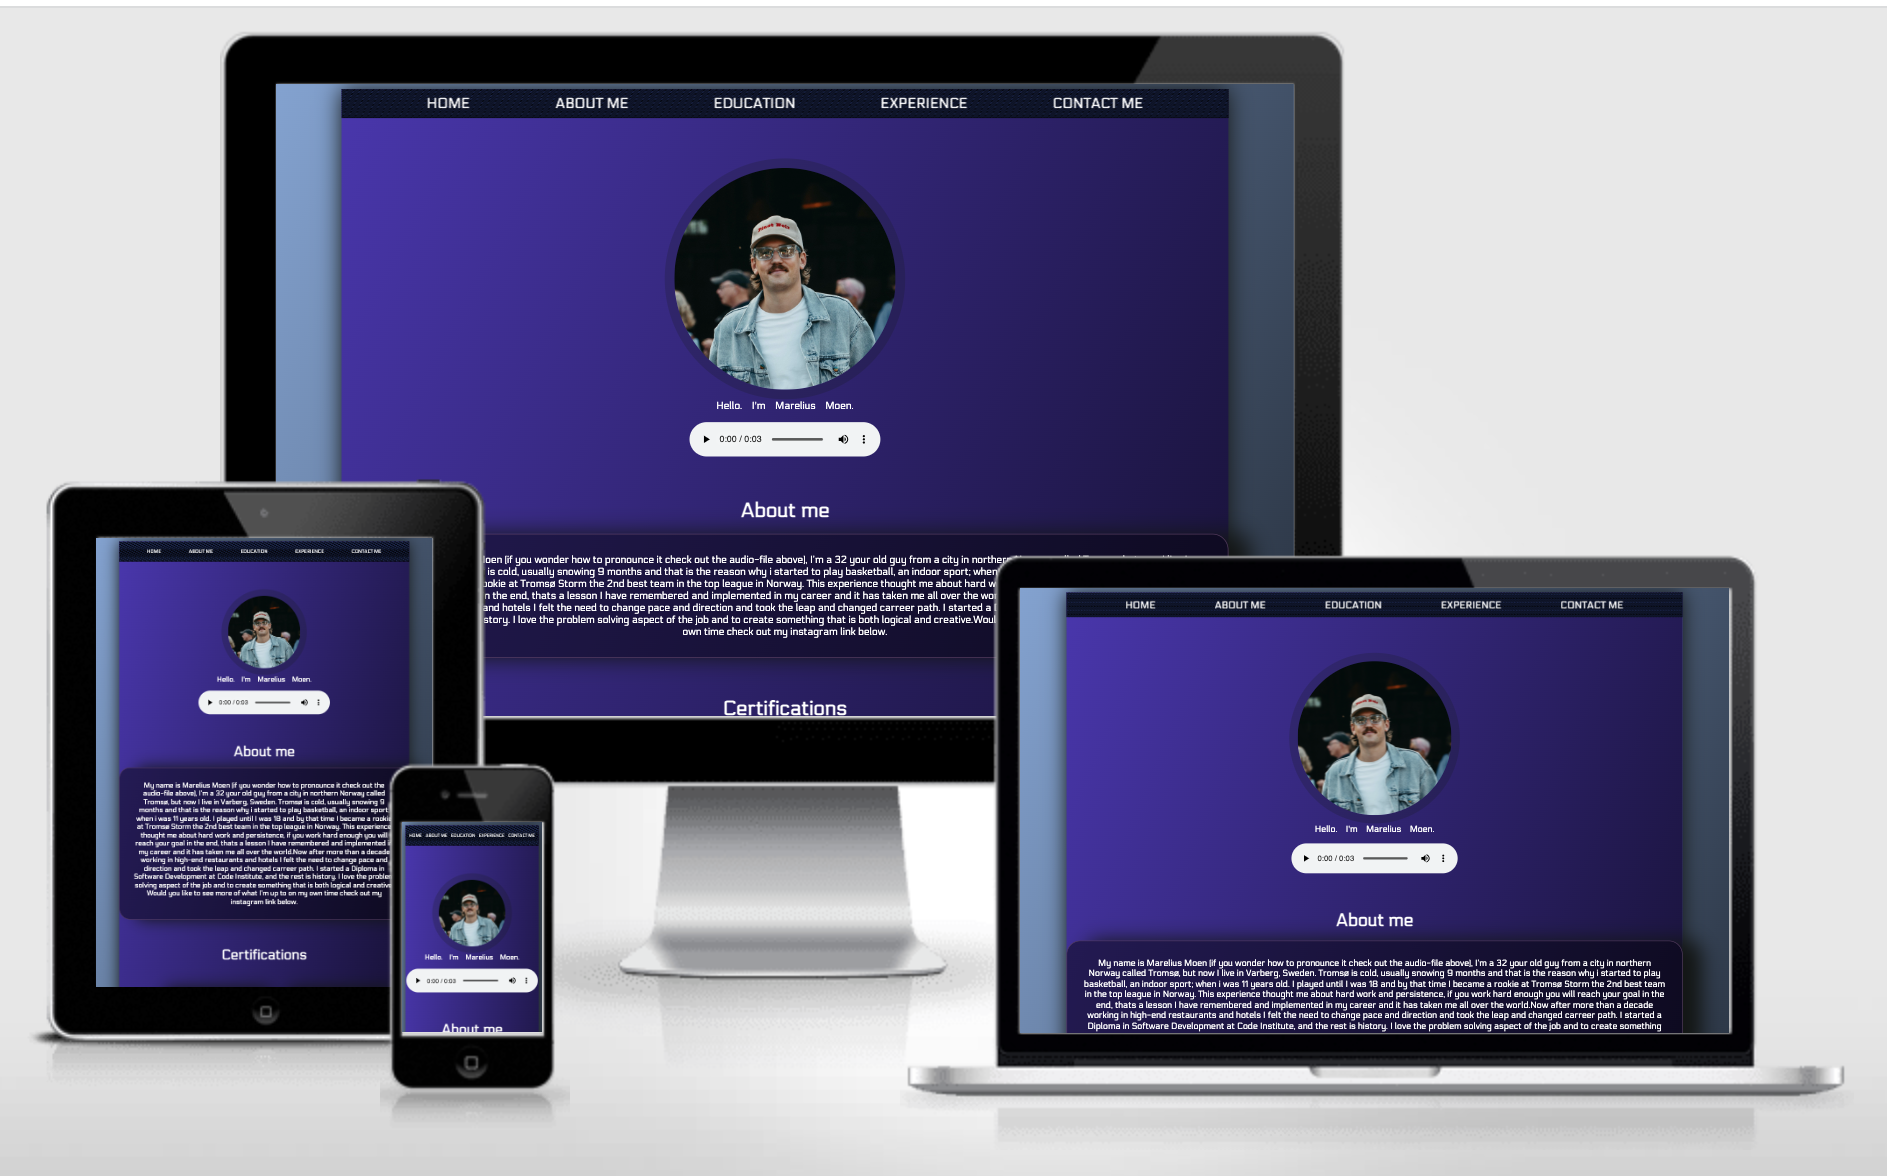 HOME ABOUT ME EDUCATION EXPERIENCE CONTACT ME
Hello. I'm Marelius Moen.
0:00 / 0:03
About me
Moen (if you wonder how to pronounce it check out the audio-file above), I'm a 32 your old guy from a city in northern
is cold, usually snowing 9 months and that is the reason why i started to play basketball, an indoor sport; when
ookie at Tromsø Storm the 2nd best team in the top league in Norway. This experience thought me about hard w
n the end, thats a lesson I have remembered and implemented in my career and it has taken me all over the wo
and hotels I felt the need to change pace and direction and took the leap and changed carreer path. I started a
story. I love the problem solving aspect of the job and to create something that is both logical and creative.Woul
own time check out my instagram link below.
Certifications
HOME ABOUT ME EDUCATION EXPERIENCE CONTACT ME
Hello. I'm Marelius Moen.
0:00 / 0:03
About me
My name is Marelius Moen (if you wonder how to pronounce it check out the
audio-file above), I'm a 32 your old guy from a city in northern Norway called
Tromsø, but now I live in Varberg, Sweden. Tromsø is cold, usually snowing 9
months and that is the reason why i started to play basketball, an indoor sport;
when i was 11 years old. I played until I was 18 and by that time I became a rookie
at Tromsø Storm the 2nd best team in the top league in Norway. This experience
thought me about hard work and persistence, if you work hard enough you will
reach your goal in the end, thats a lesson I have remembered and implemented i
my career and it has taken me all over the world.Now after more than a decade
working in high-end restaurants and hotels I felt the need to change pace and
direction and took the leap and changed carreer path. I started a Diploma in
Software Development at Code Institute, and the rest is history. I love the problem
solving aspect of the job and to create something that is both logical and creative
Would you like to see more of what I'm up to on my own time check out my
instagram link below.
Certifications
HOME ABOUT ME EDUCATION EXPERIENCE CONTACT ME
Hello. I'm Marelius Moen.
0:00 / 0:03
About me
HOME ABOUT ME EDUCATION EXPERIENCE CONTACT ME
Hello. I'm Marelius Moen.
0:00 / 0:03
About me
My name is Marelius Moen (if you wonder how to pronounce it check out the audio-file above), I'm a 32 your old guy from a city in northern
Norway called Tromsø, but now I live in Varberg, Sweden. Tromsø is cold, usually snowing 9 months and that is the reason why i started to play
basketball, an indoor sport; when i was 11 years old. I played until I was 18 and by that time I became a rookie at Tromsø Storm the 2nd best team
in the top league in Norway. This experience thought me about hard work and persistence, if you work hard enough you will reach your goal in the
end, thats a lesson I have remembered and implemented in my career and it has taken me all over the world.Now after more than a decade
working in high-end restaurants and hotels I felt the need to change pace and direction and took the leap and changed carreer path. I started a
Diploma in Software Development at Code Institute, and the rest is history. I love the problem solving aspect of the job and to create something